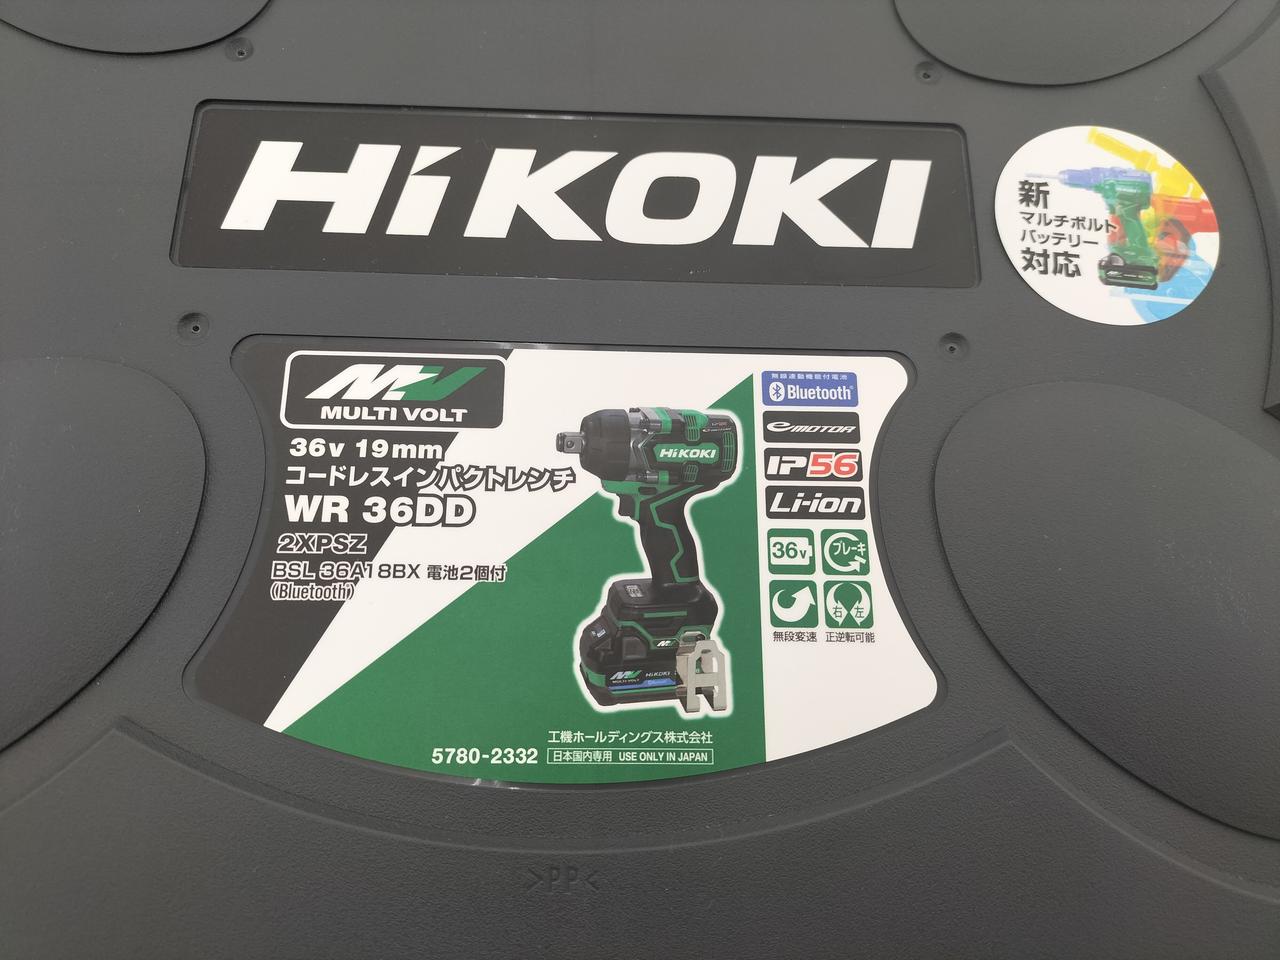 HiKOKI
新
マルチボルト
バッテリー
対応
MV
MULTI VOLT
36v 19mm
コードレスインパクトレンチ
WR 36DD
2XPSZ
BSL 36A18BX 電池2個付
(Bluetooth)
HiKOKI
MV
MULTI VOLT
HiKOKI
Bluetooth
無線連動機能付電池
Bluetooth
eMOTOR
IP56
Li-ion
36v
ブレーキ
右 左
無段変速 正逆転可能
工機ホールディングス株式会社
5780-2332 日本国内専用 USE ONLY IN JAPAN
>PP<